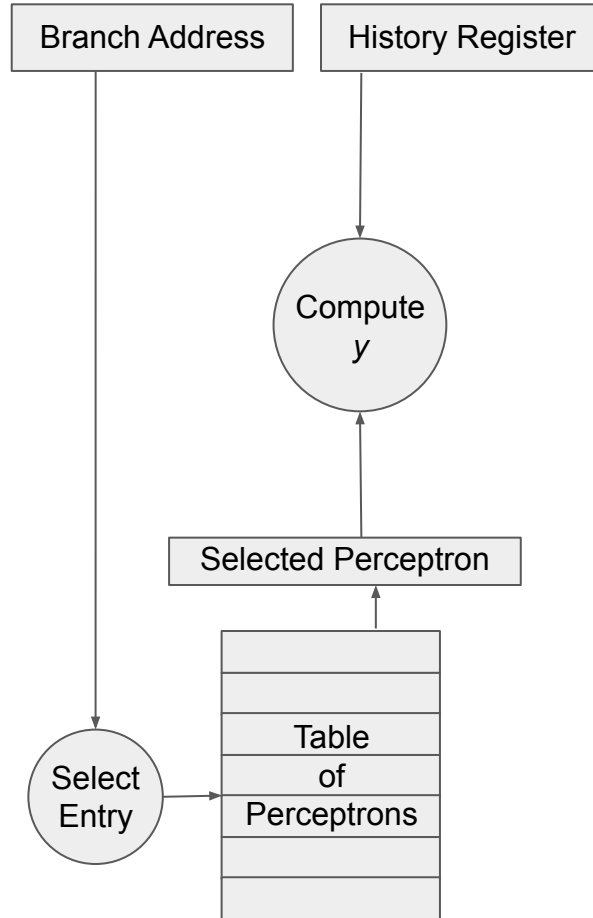 Branch Address
History Register
Compute
y
Selected Perceptron
Table
of
Perceptrons
Select
Entry